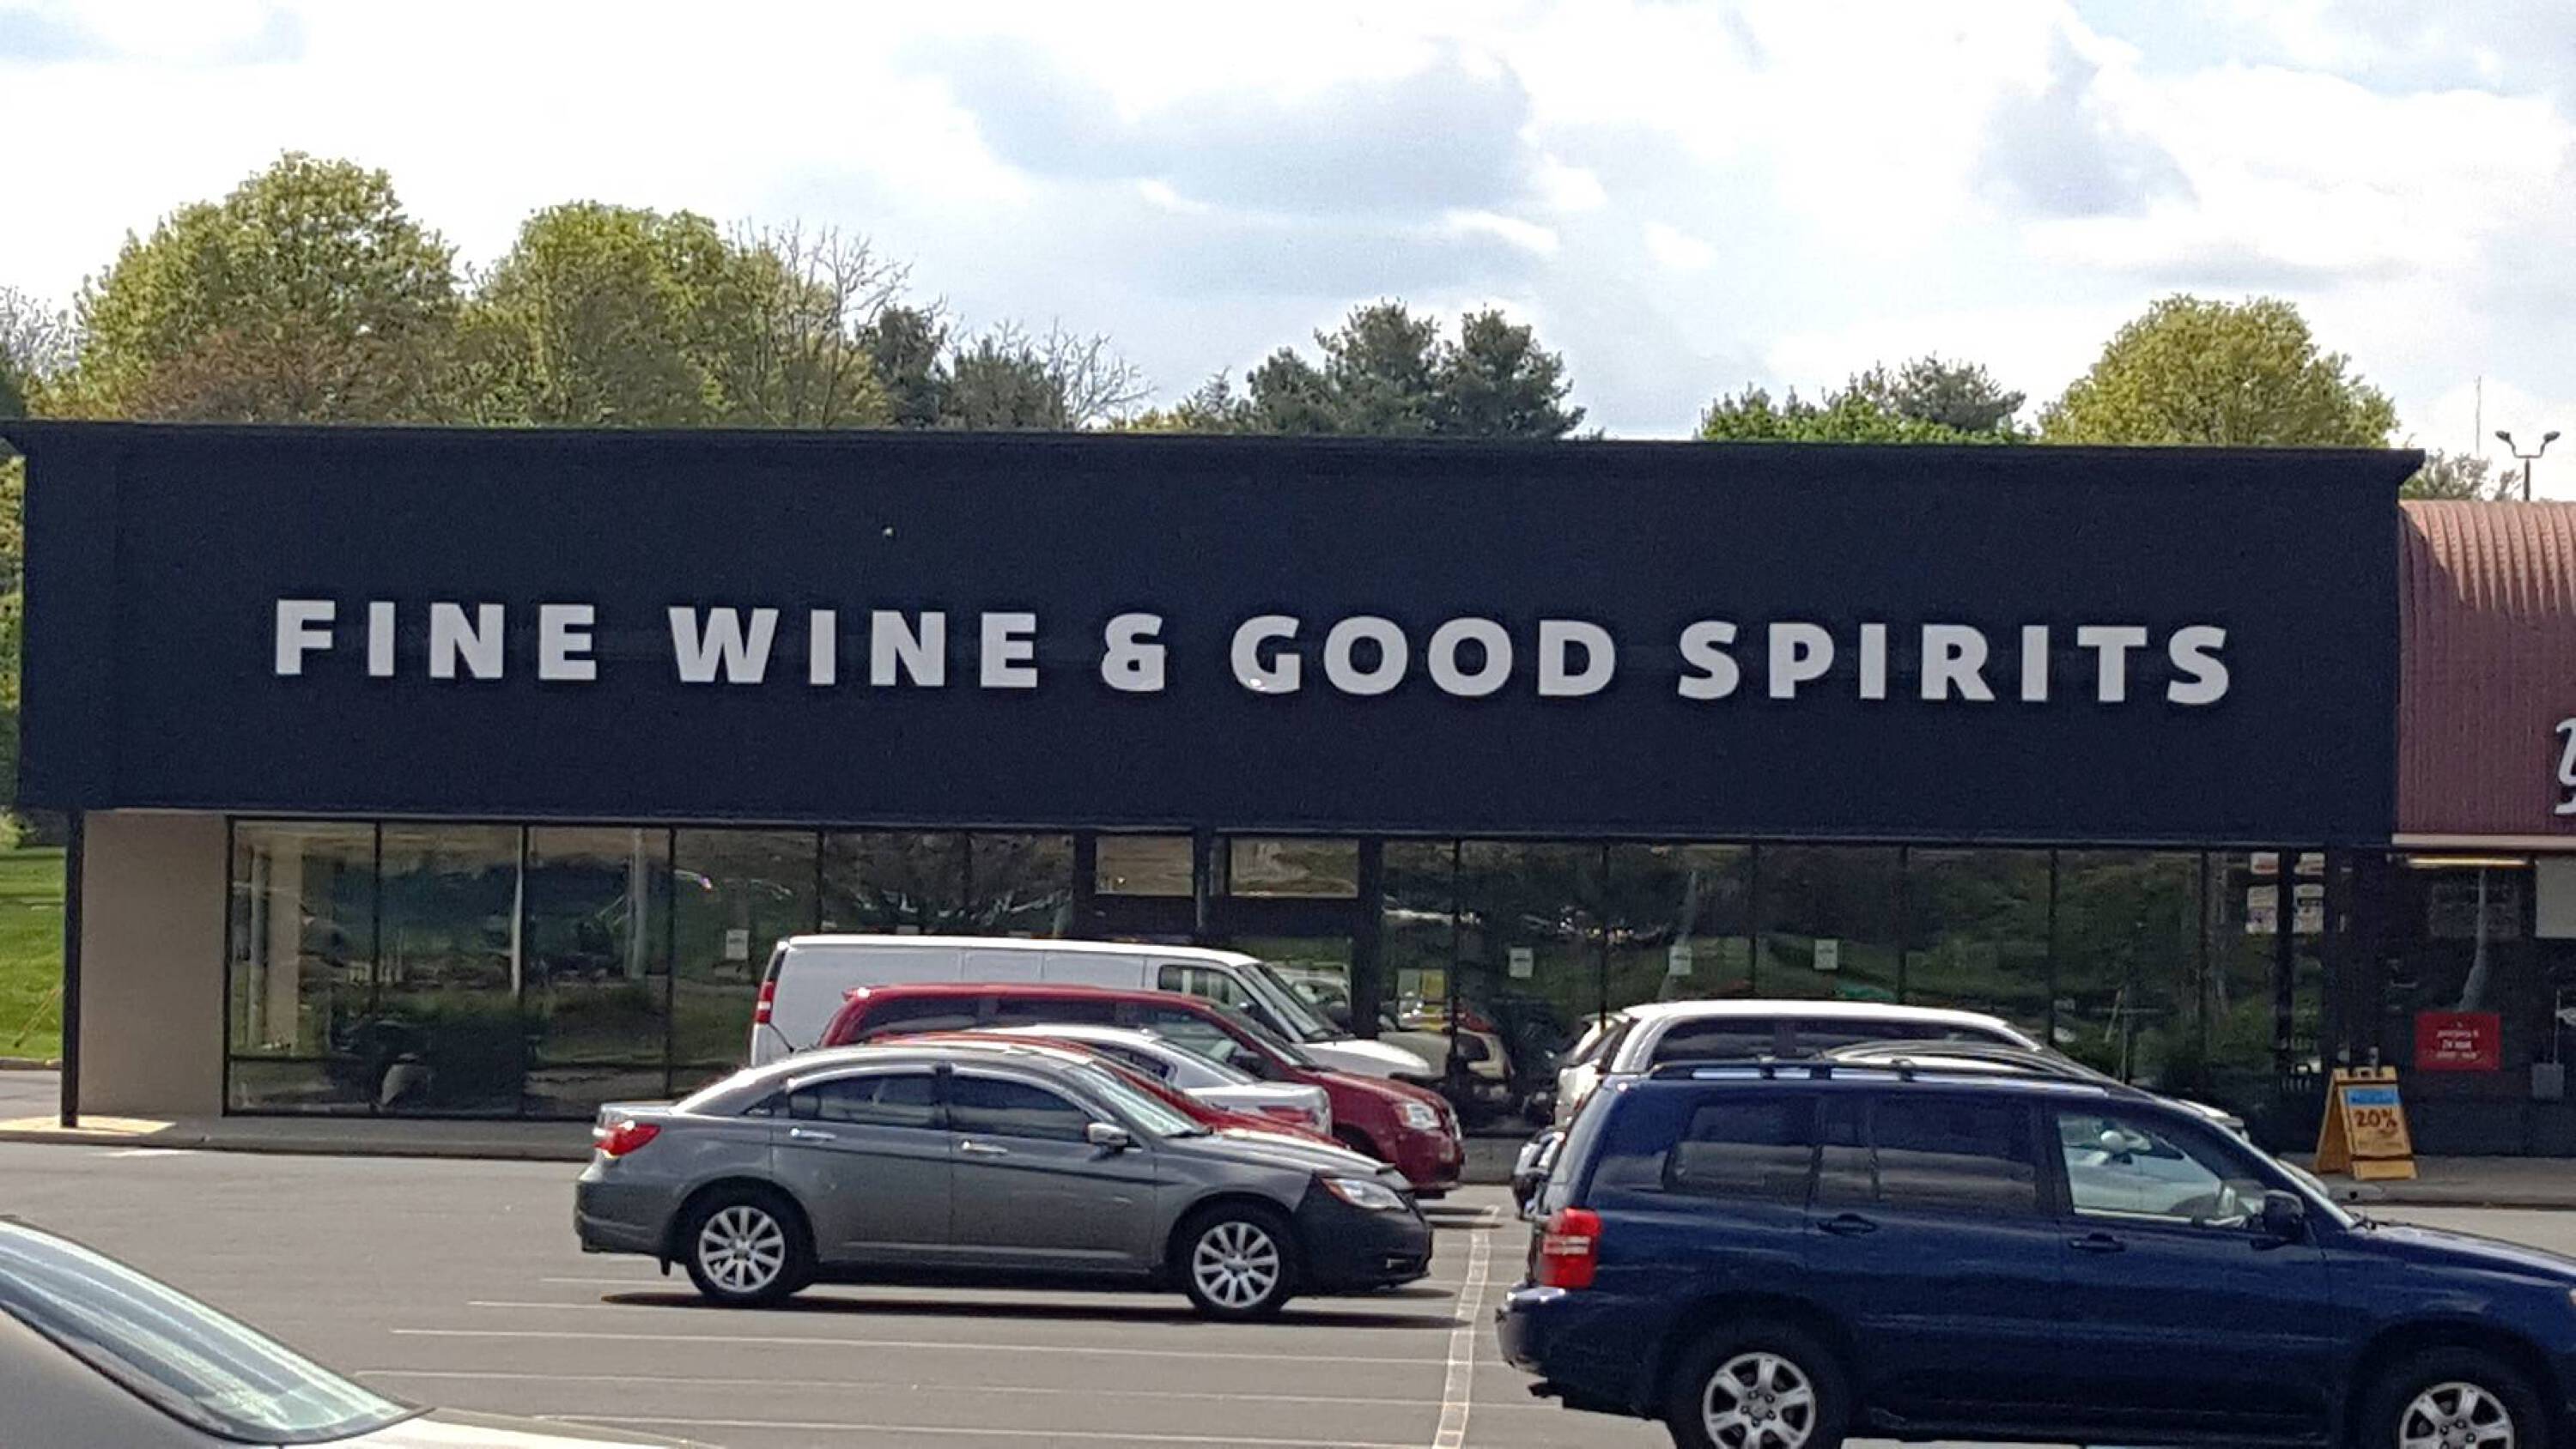 FINE WINE & GOOD SPIRITS
20%